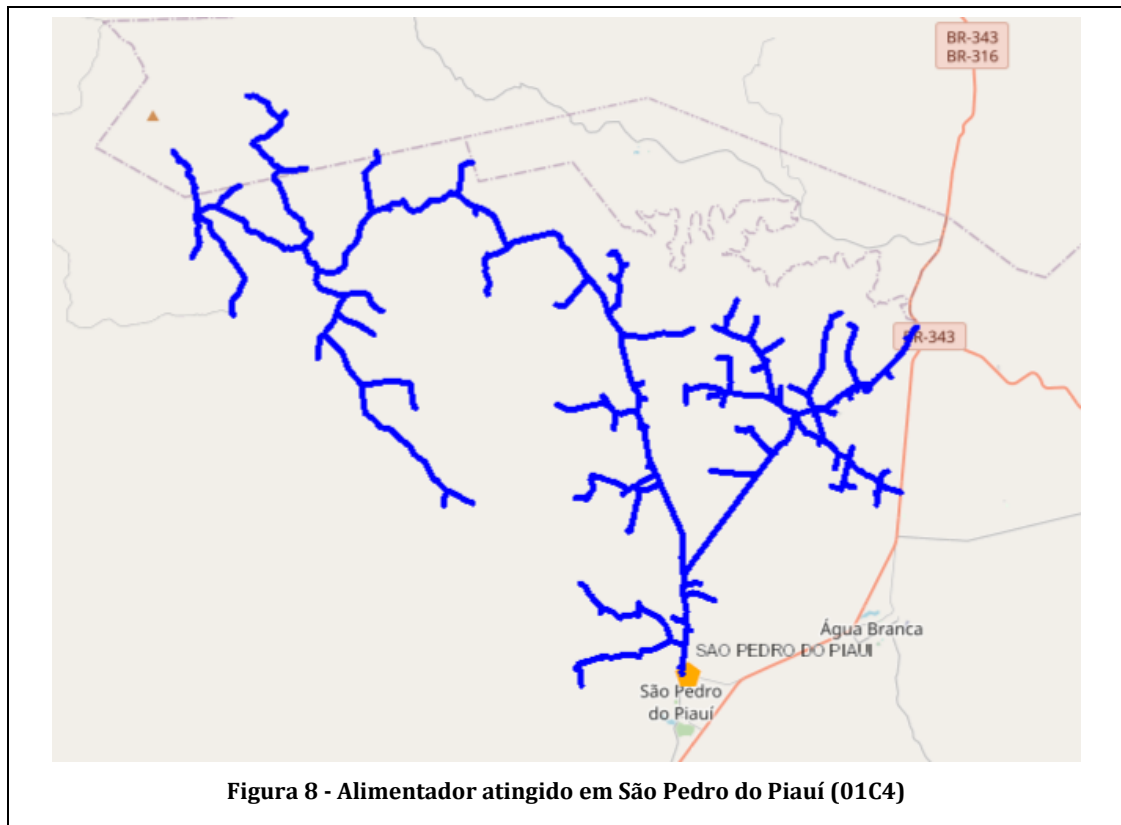 BR-343
BR-316
BR-343
Água Branca
SAO PEDRO DO PIAUI
São Pedro
do Piauí
Figura 8 - Alimentador atingido em São Pedro do Piauí (01C4)